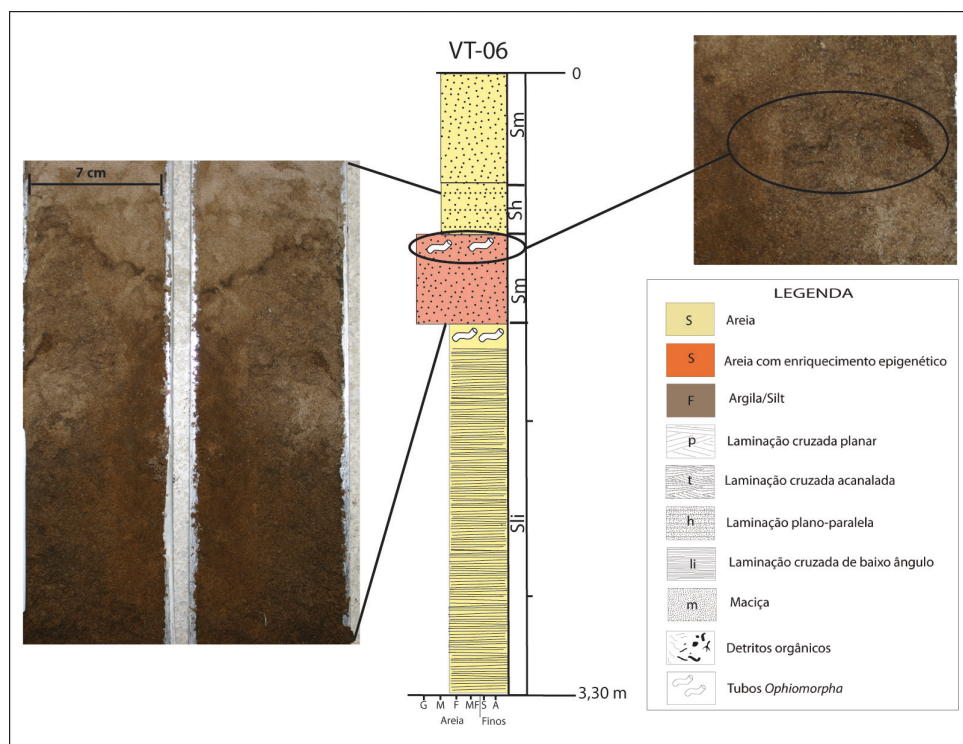 VT-06
0
Sm
Sh
Sm
Sli
3,30 m
G M F MF S A
Areia Finos
7 cm
LEGENDA
S Areia
S Areia com enriquecimento epigenético
F Argila/Silt
p Laminação cruzada planar
t Laminação cruzada acanalada
h Laminação plano-paralela
li Laminação cruzada de baixo ângulo
m Maciça
Detritos orgânicos
Tubos Ophiomorpha